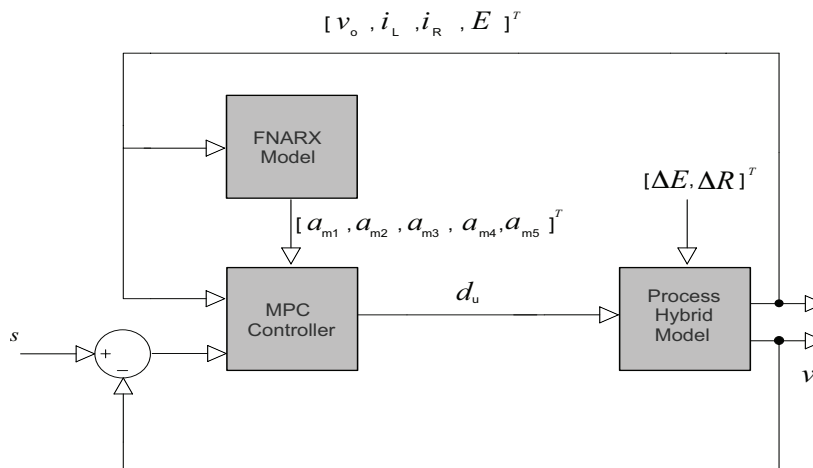 [ v_o , i_L , i_R , E ]^T
FNARX
Model
[ΔE, ΔR]^T
[ a_m1 , a_m2 , a_m3 , a_m4, a_m5 ]^T
MPC
Controller
d_u
Process
Hybrid
Model
s
+
−
v